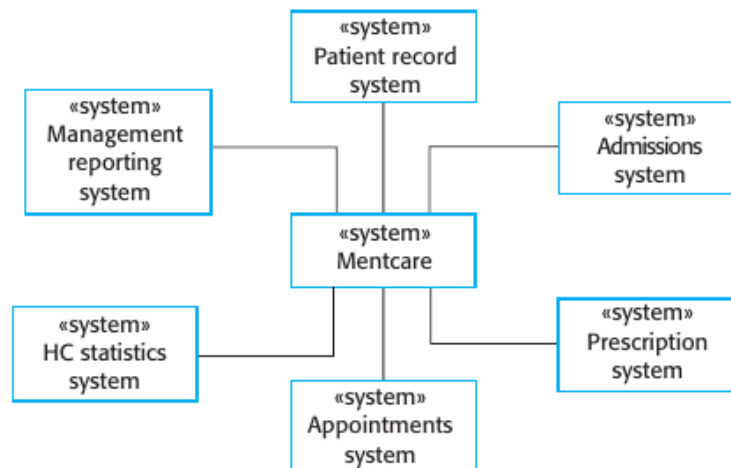 «system»
Patient record
system
«system»
Management
reporting
system
«system»
Admissions
system
«system»
Mentcare
«system»
HC statistics
system
«system»
Prescription
system
«system»
Appointments
system